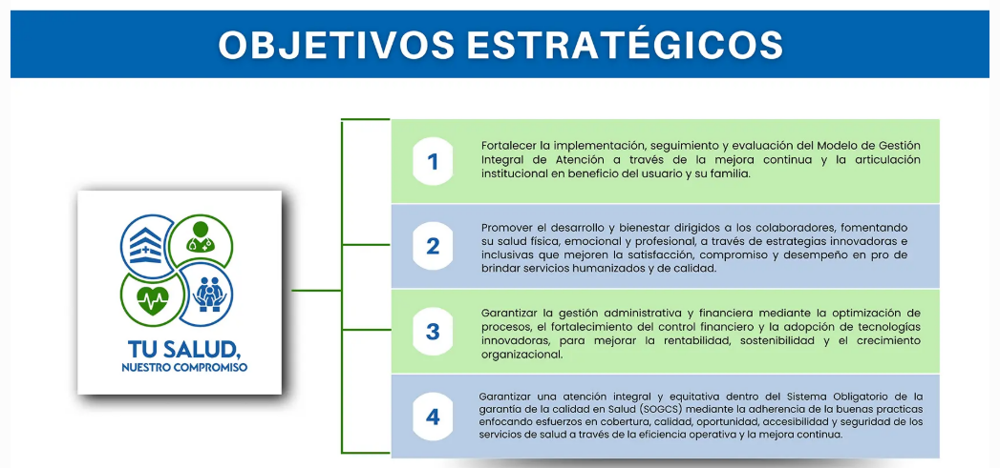 OBJETIVOS ESTRATÉGICOS
TU SALUD,
NUESTRO COMPROMISO
1
Fortalecer la implementación, seguimiento y evaluación del Modelo de Gestión
Integral de Atención a través de la mejora continua y la articulación
institucional en beneficio del usuario y su familia.
2
Promover el desarrollo y bienestar dirigidos a los colaboradores, fomentando
su salud física, emocional y profesional, a través de estrategias innovadoras e
inclusivas que mejoren la satisfacción, compromiso y desempeño en pro de
brindar servicios humanizados y de calidad.
3
Garantizar la gestión administrativa y financiera mediante la optimización de
procesos, el fortalecimiento del control financiero y la adopción de tecnologías
innovadoras, para mejorar la rentabilidad, sostenibilidad y el crecimiento
organizacional.
4
Garantizar una atención integral y equitativa dentro del Sistema Obligatorio de la
garantía de la calidad en Salud (SOGCS) mediante la adherencia de la buenas practicas
enfocando esfuerzos en cobertura, calidad, oportunidad, accesibilidad y seguridad de los
servicios de salud a través de la eficiencia operativa y la mejora continua.